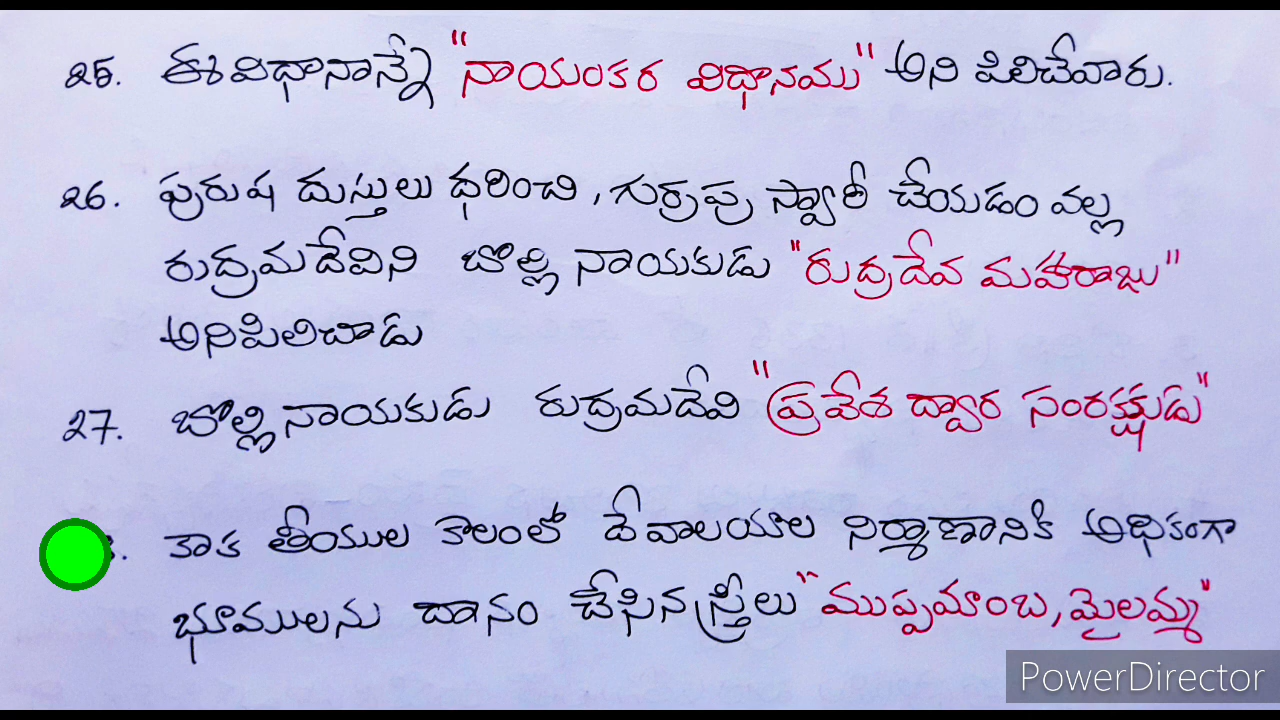 25. ఈ విధానాన్నే "నాయంకర విధానము" అని పిలిచేవారు.
26. పురుష దుస్తులు ధరించి, గుర్రపు స్వారీ చేయడం వల్ల
రుద్రమదేవిని బొల్లి నాయకుడు "రుద్రదేవ మహారాజు"
అనిపిలిచాడు
27. బొల్లి నాయకుడు రుద్రమదేవి "ప్రవేశ ద్వార సంరక్షకుడు"
కాకతీయుల కాలంలో దేవాలయాల నిర్మాణానికి అధికంగా
భూములను దానం చేసిన స్త్రీలు "ముప్పమాంబ, మైలమ్మ"
PowerDirector